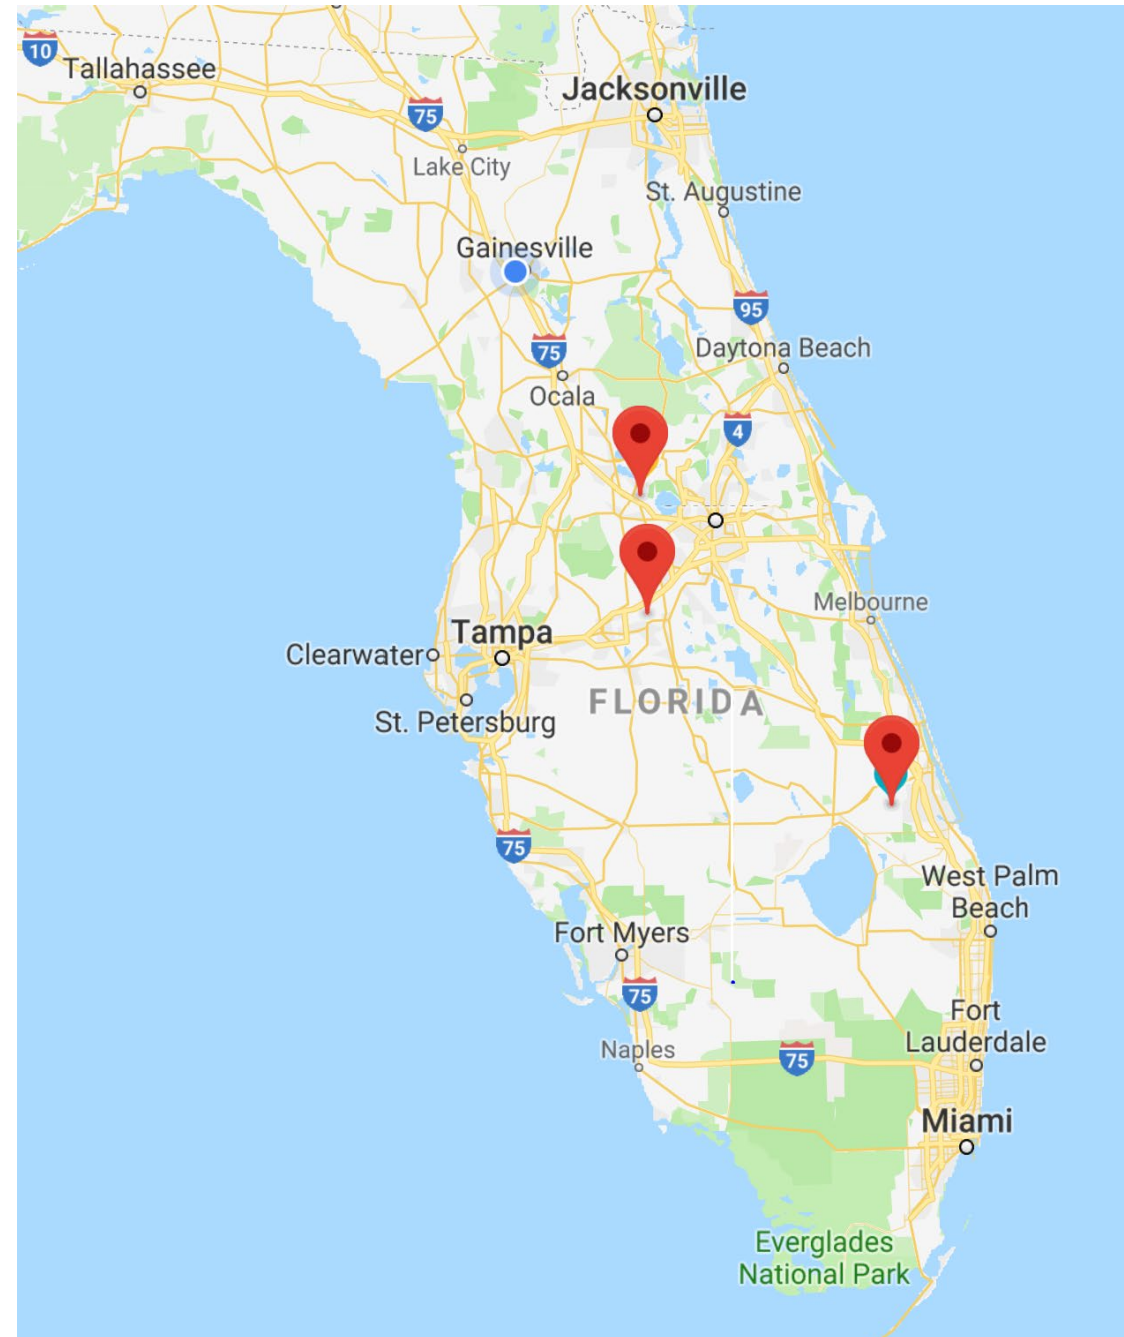 10
Tallahassee
Jacksonville
75
Lake City
St. Augustine
Gainesville
95
75
Daytona Beach
Ocala
4
Melbourne
Tampa
Clearwater
FLORIDA
St. Petersburg
75
West Palm
Beach
Fort Myers
75
Fort
Lauderdale
Naples
75
Miami
Everglades
National Park